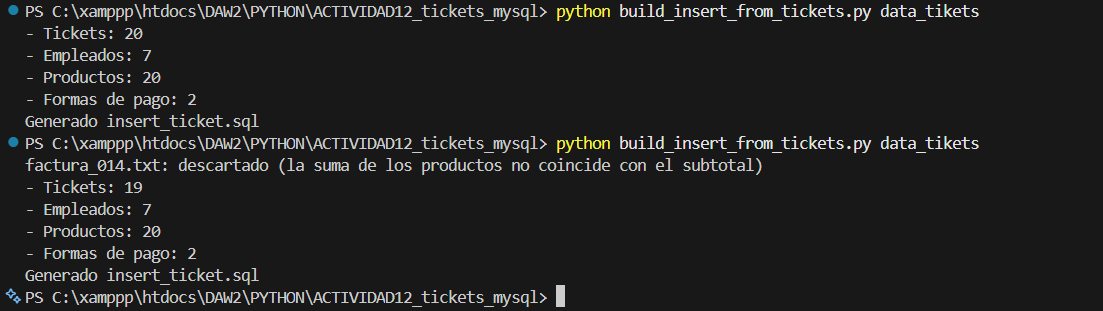 PS C:\xamppp\htdocs\DAW2\PYTHON\ACTIVIDAD12_tickets_mysql> python build_insert_from_tickets.py data_tikets
- Tickets: 20
- Empleados: 7
- Productos: 20
- Formas de pago: 2
Generado insert_ticket.sql
PS C:\xamppp\htdocs\DAW2\PYTHON\ACTIVIDAD12_tickets_mysql> python build_insert_from_tickets.py data_tikets
factura_014.txt: descartado (la suma de los productos no coincide con el subtotal)
- Tickets: 19
- Empleados: 7
- Productos: 20
- Formas de pago: 2
Generado insert_ticket.sql
PS C:\xamppp\htdocs\DAW2\PYTHON\ACTIVIDAD12_tickets_mysql>